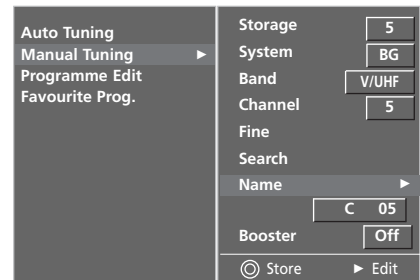 Auto Tuning
Manual Tuning ►
Programme Edit
Favourite Prog.
Storage 5
System BG
Band V/UHF
Channel 5
Fine
Search
Name ►
C 05
Booster Off
Store ► Edit